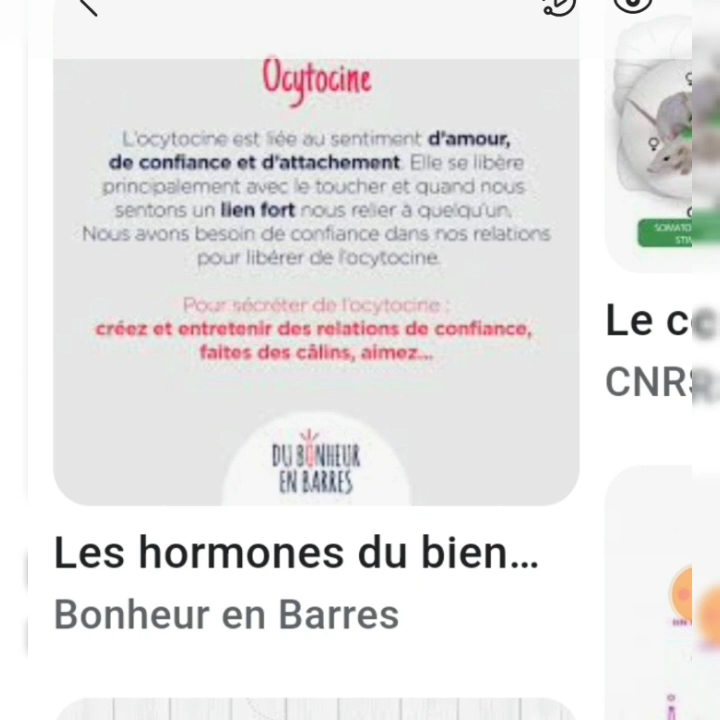 Ocytocine
L'ocytocine est liée au sentiment d'amour,
de confiance et d'attachement. Elle se libère
principalement avec le toucher et quand nous
sentons un lien fort nous relier à quelqu'un.
Nous avons besoin de confiance dans nos relations
pour libérer de l'ocytocine.
Pour sécréter de l'ocytocine :
créez et entretenir des relations de confiance,
faites des câlins, aimez...
DU BONHEUR
EN BARRES
Les hormones du bien...
Bonheur en Barres
Le
CNRS